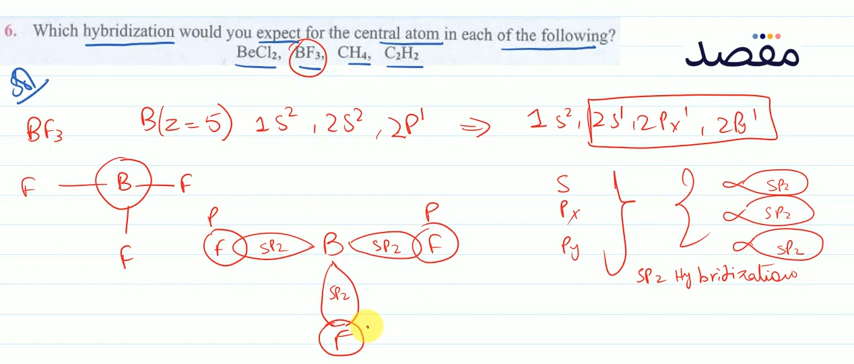 6. Which hybridization would you expect for the central atom in each of the following?
BeCl₂, BF₃, CH₄, C₂H₂
مقصد
Sol
BF₃ B(z=5) 1S², 2S², 2P¹ ⇒ 1S², 2S¹, 2Px¹, 2B¹
F — B — F
F
S
Px
Py
SP₂
SP₂
SP₂
SP₂ Hybridization
P P
F SP₂ B SP₂ F
SP₂
F